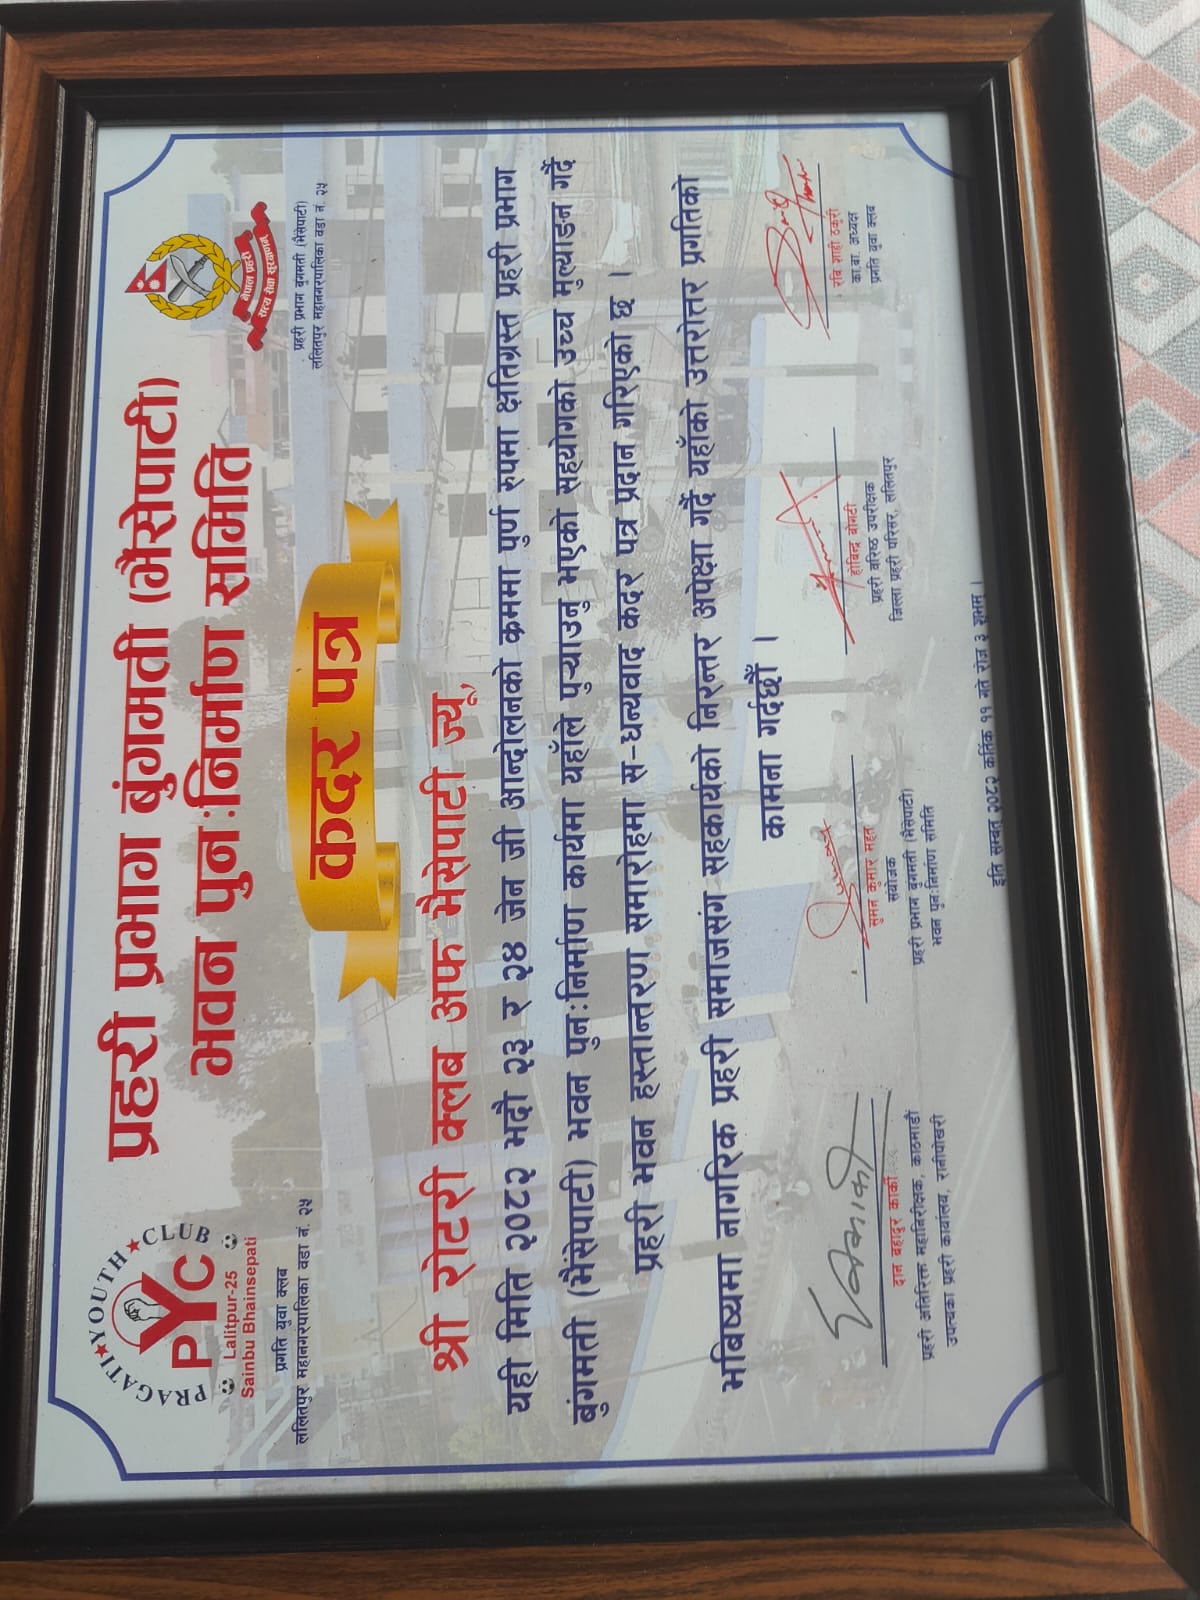 PRAGATI★YOUTH★CLUB
PYC
Lalitpur-25
Sainbu Bhainsepati
प्रगति युवा क्लब
ललितपुर महानगरपालिका वडा नं. २५
प्रहरी प्रभाग बुंगमती (भैंसेपाटी)
भवन पुन:निर्माण समिति
नेपाल प्रहरी
सत्य सेवा सुरक्षणम्
प्रहरी प्रभाग बुंगमती (भैंसेपाटी)
ललितपुर महानगरपालिका वडा नं. २५
कदर पत्र
श्री रोटरी क्लब अफ भैंसेपाटी ज्यू,
यही मिति २०८२ भदौ २३ र २४ जेन जी आन्दोलनको क्रममा पुर्ण रुपमा क्षतिग्रस्त प्रहरी प्रभाग
बुंगमती (भैंसेपाटी) भवन पुन:निर्माण कार्यमा यहाँले पुऱ्याउनु भएको सहयोगको उच्च मुल्याङन गर्दै
प्रहरी भवन हस्तान्तरण समारोहमा स-धन्यवाद कदर पत्र प्रदान गरिएको छ ।
भबिष्यमा नागरिक प्रहरी समाजसंग सहकार्यको निरन्तर अपेक्षा गर्दै यहाँको उत्तरोत्तर प्रगतिको
कामना गर्दछौँ ।
दान बहादुर कार्की
प्रहरी अतिरिक्त महानिरीक्षक, काठमाडौं
उपत्यका प्रहरी कार्यालय, रानीपोखरी
सुमन कुमार महत
संयोजक
प्रहरी प्रभाग बुंगमती (भैंसेपाटी)
भवन पुन:निर्माण समिति
होबिन्द्र बोगटी
प्रहरी वरिष्ठ उपरीक्षक
जिल्ला प्रहरी परिसर, ललितपुर
रबि शाही ठकुरी
का.बा. अध्यक्ष
प्रगति युवा क्लब
इति सम्बत् २०८२ कार्तिक ११ गते रोज ३ शुभम् ।